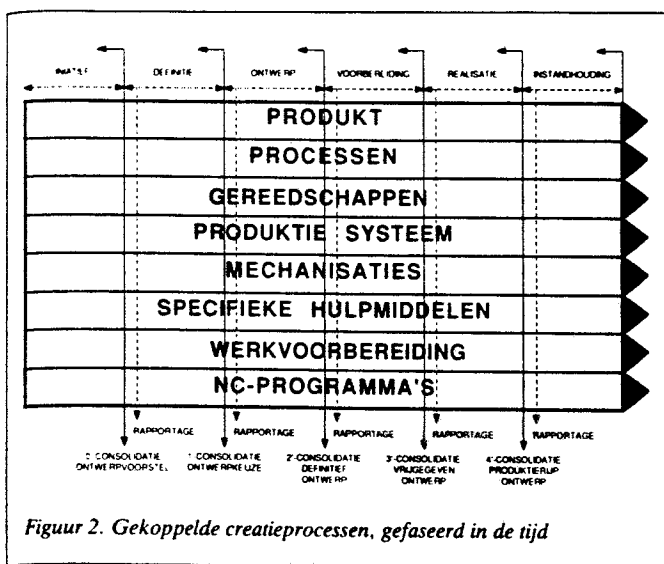 INIATIEF DEFINITIE ONTWERP VOORBEREIDING REALISATIE INSTANDHOUDING
PRODUKT
PROCESSEN
GEREEDSCHAPPEN
PRODUKTIE SYSTEEM
MECHANISATIES
SPECIFIEKE HULPMIDDELEN
WERKVOORBEREIDING
NC-PROGRAMMA'S
RAPPORTAGE RAPPORTAGE RAPPORTAGE RAPPORTAGE RAPPORTAGE
CONSOLIDATIE
ONTWERPVOORSTEL
1'-CONSOLIDATIE
ONTWERPKEUZE
2'-CONSOLIDATIE
DEFINITIEF
ONTWERP
3'-CONSOLIDATIE
VRIJGEGEVEN
ONTWERP
4'-CONSOLIDATIE
PRODUKTIERIJP
ONTWERP
Figuur 2. Gekoppelde creatieprocessen, gefaseerd in de tijd